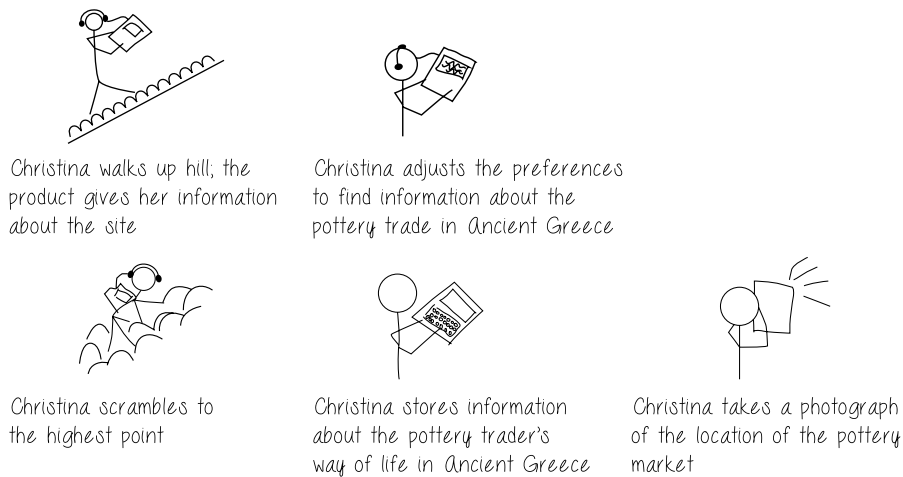 Christina walks up hill; the
product gives her information
about the site
Christina adjusts the preferences
to find information about the
pottery trade in Ancient Greece
Christina scrambles to
the highest point
Christina stores information
about the pottery trader's
way of life in Ancient Greece
Christina takes a photograph
of the location of the pottery
market